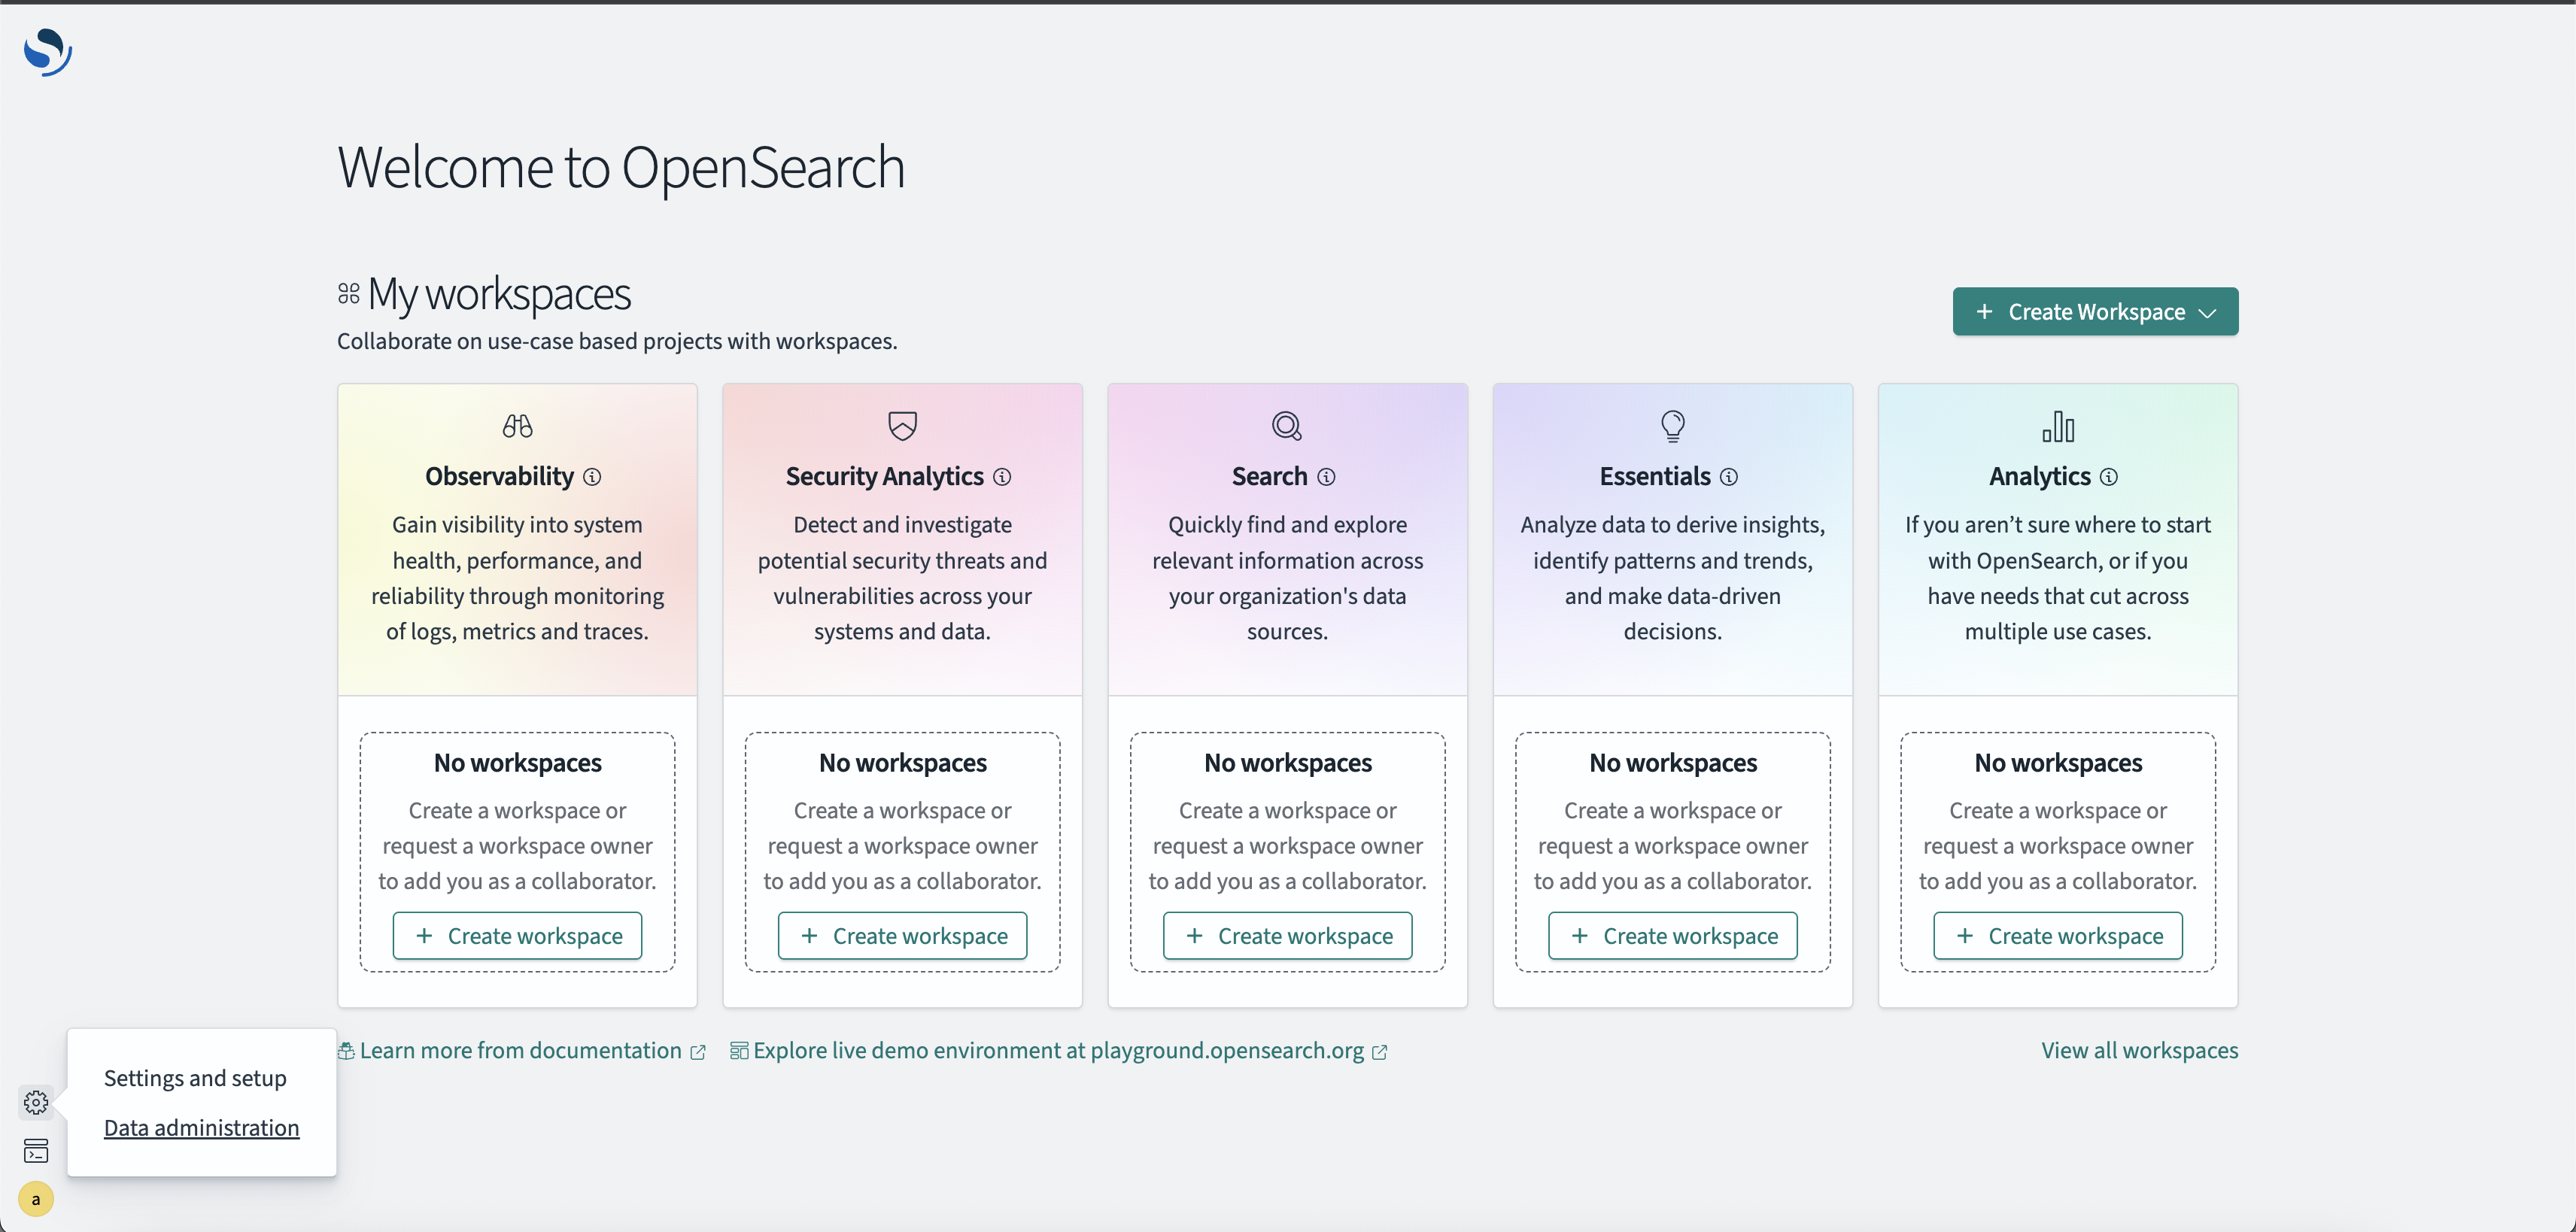 Welcome to OpenSearch
My workspaces
Collaborate on use-case based projects with workspaces.
Create Workspace
Observability
Gain visibility into system
health, performance, and
reliability through monitoring
of logs, metrics and traces.
No workspaces
Create a workspace or
request a workspace owner
to add you as a collaborator.
Create workspace
Security Analytics
Detect and investigate
potential security threats and
vulnerabilities across your
systems and data.
No workspaces
Create a workspace or
request a workspace owner
to add you as a collaborator.
Create workspace
Search
Quickly find and explore
relevant information across
your organization's data
sources.
No workspaces
Create a workspace or
request a workspace owner
to add you as a collaborator.
Create workspace
Essentials
Analyze data to derive insights,
identify patterns and trends,
and make data-driven
decisions.
No workspaces
Create a workspace or
request a workspace owner
to add you as a collaborator.
Create workspace
Analytics
If you aren’t sure where to start
with OpenSearch, or if you
have needs that cut across
multiple use cases.
No workspaces
Create a workspace or
request a workspace owner
to add you as a collaborator.
Create workspace
Learn more from documentation
Explore live demo environment at playground.opensearch.org
View all workspaces
Settings and setup
Data administration
a